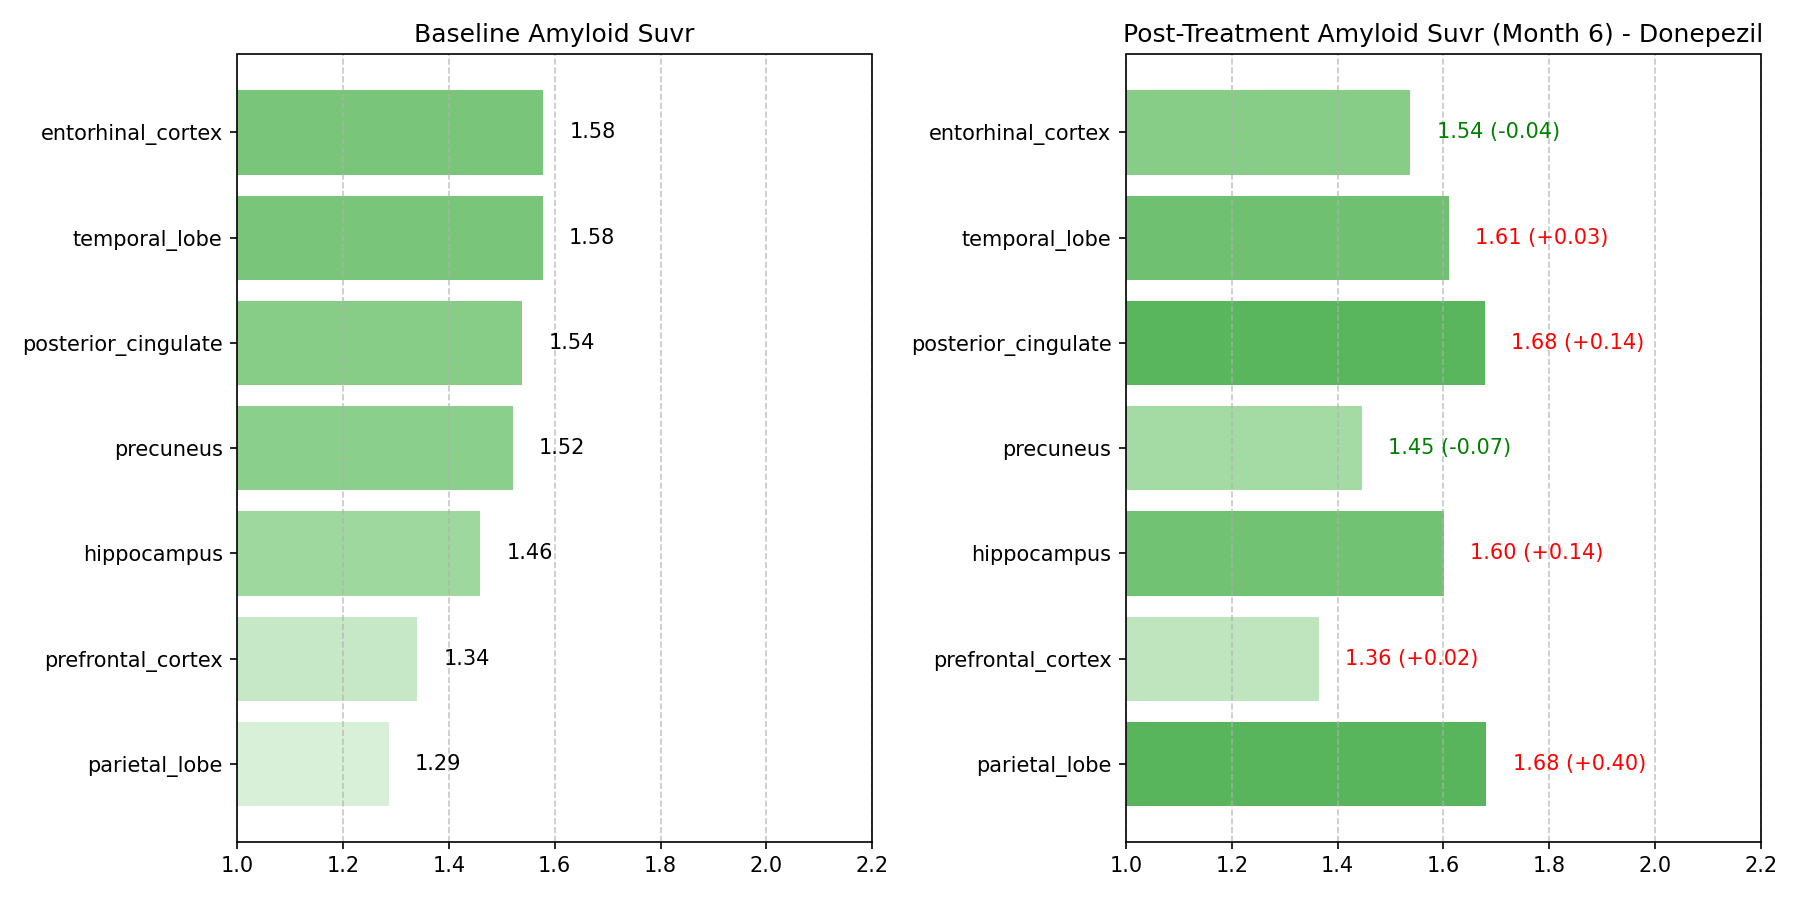 Baseline Amyloid Suvr
entorhinal_cortex
1.58
temporal_lobe
1.58
posterior_cingulate
1.54
precuneus
1.52
hippocampus
1.46
prefrontal_cortex
1.34
parietal_lobe
1.29
1.0 1.2 1.4 1.6 1.8 2.0 2.2
Post-Treatment Amyloid Suvr (Month 6) - Donepezil
entorhinal_cortex
1.54 (-0.04)
temporal_lobe
1.61 (+0.03)
posterior_cingulate
1.68 (+0.14)
precuneus
1.45 (-0.07)
hippocampus
1.60 (+0.14)
prefrontal_cortex
1.36 (+0.02)
parietal_lobe
1.68 (+0.40)
1.0 1.2 1.4 1.6 1.8 2.0 2.2